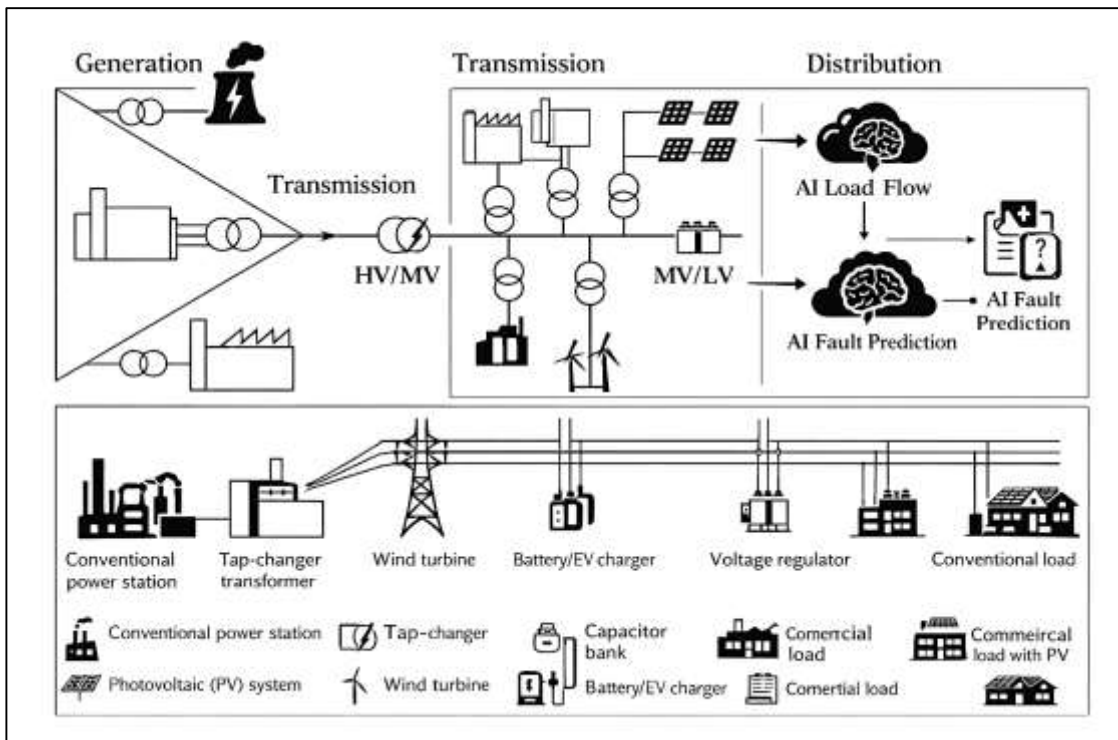 Generation
Transmission
Distribution
Transmission
HV/MV
MV/LV
AI Load Flow
AI Fault Prediction
?
AI Fault
Prediction
Conventional
power station
Tap-changer
transformer
Wind turbine
Battery/EV charger
Voltage regulator
Conventional load
Conventional power station
Tap-changer
Capacitor
bank
Comercial
load
Commeircal
load with PV
Photovoltaic (PV) system
Wind turbine
Battery/EV charger
Comertial load